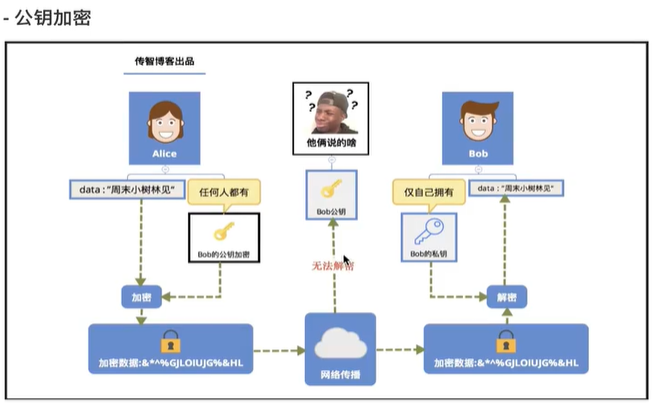 - 公钥加密
传智博客出品
? ? ? ?
他俩说的啥
Alice
Bob
data :"周末小树林见"
任何人都有
Bob公钥
仅自己拥有
data :"周末小树林见"
Bob的公钥加密
Bob的私钥
无法解密
加密
解密
加密数据:&*^%GJLOIUJG%&HL
网络传播
加密数据:&*^%GJLOIUJG%&HL